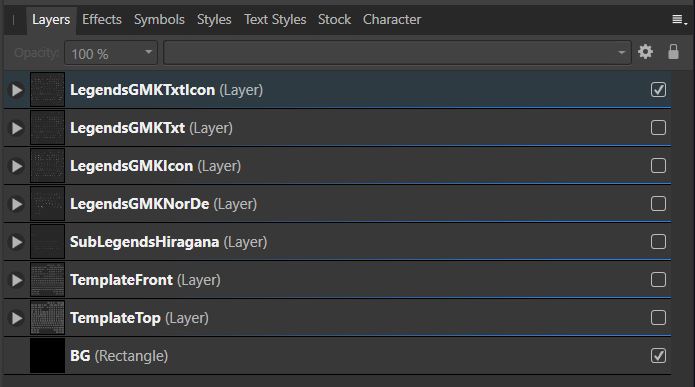 Layers Effects Symbols Styles Text Styles Stock Character
Opacity: 100 %
LegendsGMKTxtIcon (Layer)
LegendsGMKTxt (Layer)
LegendsGMKIcon (Layer)
LegendsGMKNorDe (Layer)
SubLegendsHiragana (Layer)
TemplateFront (Layer)
TemplateTop (Layer)
BG (Rectangle)